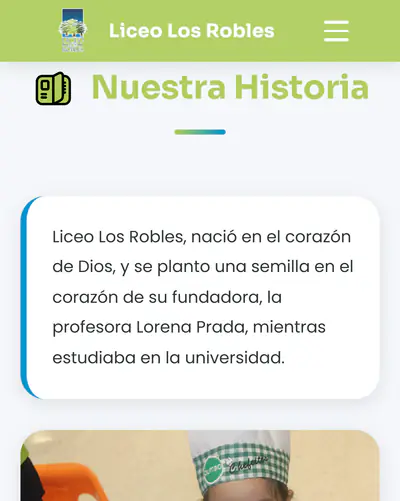 Liceo Los Robles
Nuestra Historia
Liceo Los Robles, nació en el corazón
de Dios, y se planto una semilla en el
corazón de su fundadora, la
profesora Lorena Prada, mientras
estudiaba en la universidad.